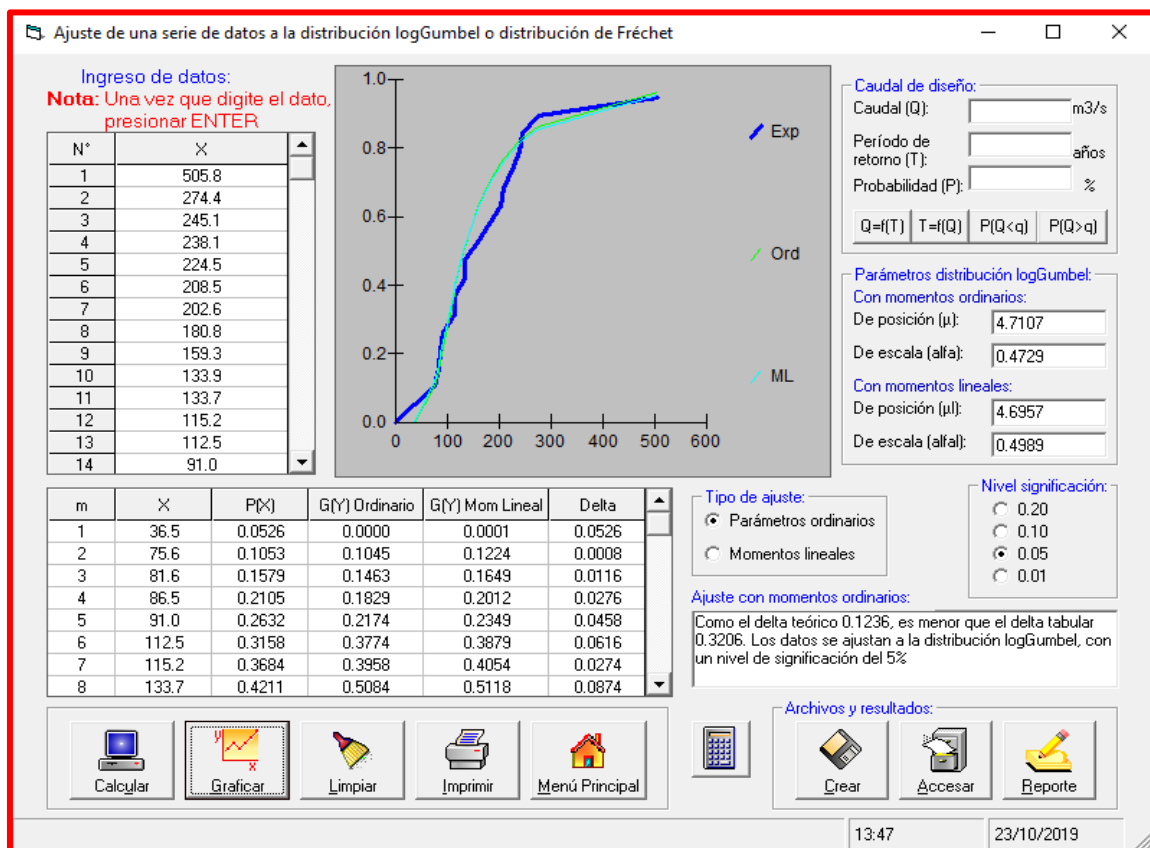 Ajuste de una serie de datos a la distribución logGumbel o distribución de Fréchet
Ingreso de datos:
Nota: Una vez que digite el dato,
presionar ENTER
N° X
1 505.8
2 274.4
3 245.1
4 238.1
5 224.5
6 208.5
7 202.6
8 180.8
9 159.3
10 133.9
11 133.7
12 115.2
13 112.5
14 91.0
1.0
0.8
0.6
0.4
0.2
0.0
0 100 200 300 400 500 600
Exp
Ord
ML
Caudal de diseño:
Caudal (Q): m3/s
Período de
retorno (T): años
Probabilidad (P): %
Q=f(T) T=f(Q) P(Q<q) P(Q>q)
Parámetros distribución logGumbel:
Con momentos ordinarios:
De posición (µ): 4.7107
De escala (alfa): 0.4729
Con momentos lineales:
De posición (µl): 4.6957
De escala (alfal): 0.4989
m X P(X) G(Y) Ordinario G(Y) Mom Lineal Delta
1 36.5 0.0526 0.0000 0.0001 0.0526
2 75.6 0.1053 0.1045 0.1224 0.0008
3 81.6 0.1579 0.1463 0.1649 0.0116
4 86.5 0.2105 0.1829 0.2012 0.0276
5 91.0 0.2632 0.2174 0.2349 0.0458
6 112.5 0.3158 0.3774 0.3879 0.0616
7 115.2 0.3684 0.3958 0.4054 0.0274
8 133.7 0.4211 0.5084 0.5118 0.0874
Tipo de ajuste:
Parámetros ordinarios
Momentos lineales
Nivel significación:
0.20
0.10
0.05
0.01
Ajuste con momentos ordinarios:
Como el delta teórico 0.1236, es menor que el delta tabular
0.3206. Los datos se ajustan a la distribución logGumbel, con
un nivel de significación del 5%
Calcular Graficar Limpiar Imprimir Menú Principal
Archivos y resultados:
Crear Accesar Reporte
13:47 23/10/2019